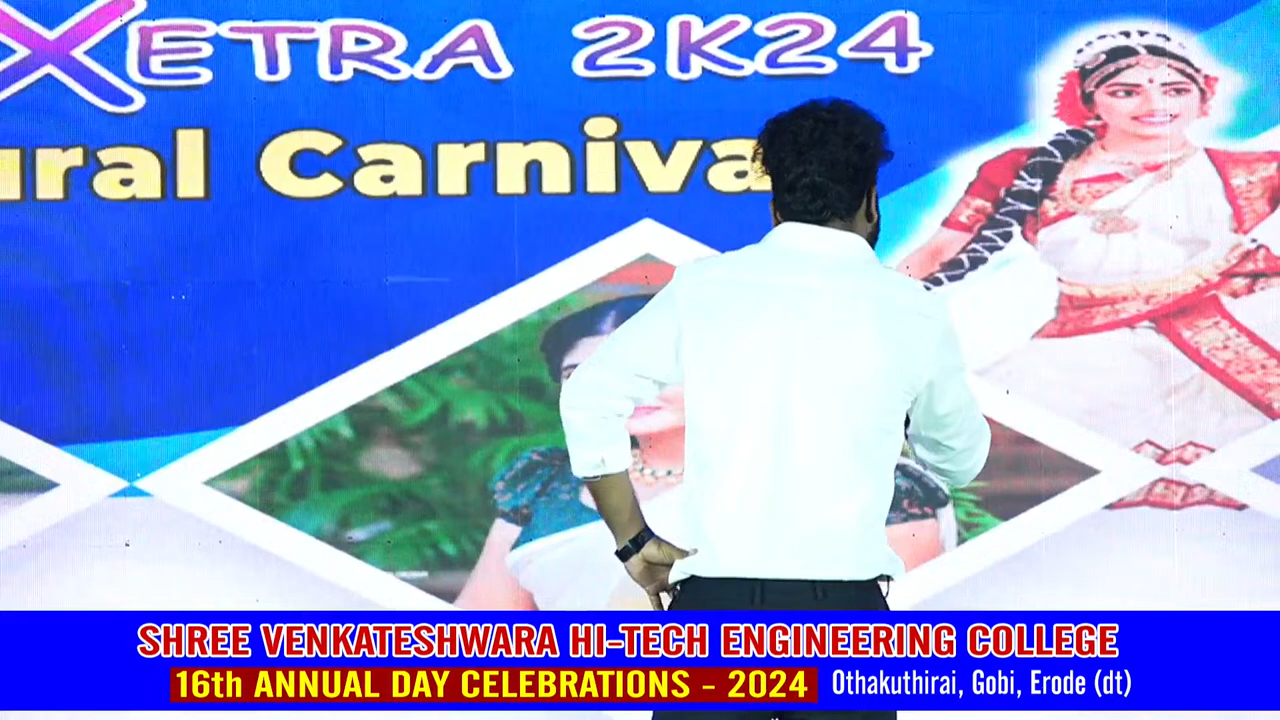 XETRA 2K24
ural Carniva
SHREE VENKATESHWARA HI-TECH ENGINEERING COLLEGE
16th ANNUAL DAY CELEBRATIONS - 2024 Othakuthirai, Gobi, Erode (dt)